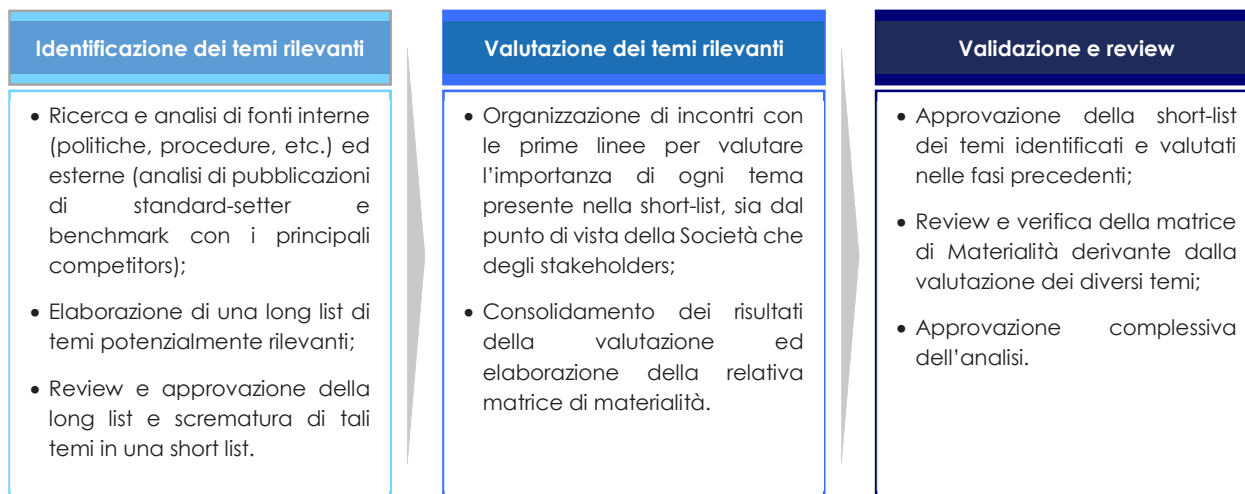 Identificazione dei temi rilevanti
• Ricerca e analisi di fonti interne
(politiche, procedure, etc.) ed
esterne (analisi di pubblicazioni
di standard-setter e
benchmark con i principali
competitors);
• Elaborazione di una long list di
temi potenzialmente rilevanti;
• Review e approvazione della
long list e scrematura di tali
temi in una short list.
Valutazione dei temi rilevanti
• Organizzazione di incontri con
le prime linee per valutare
l’importanza di ogni tema
presente nella short-list, sia dal
punto di vista della Società che
degli stakeholders;
• Consolidamento dei risultati
della valutazione ed
elaborazione della relativa
matrice di materialità.
Validazione e review
• Approvazione della short-list
dei temi identificati e valutati
nelle fasi precedenti;
• Review e verifica della matrice
di Materialità derivante dalla
valutazione dei diversi temi;
• Approvazione complessiva
dell’analisi.